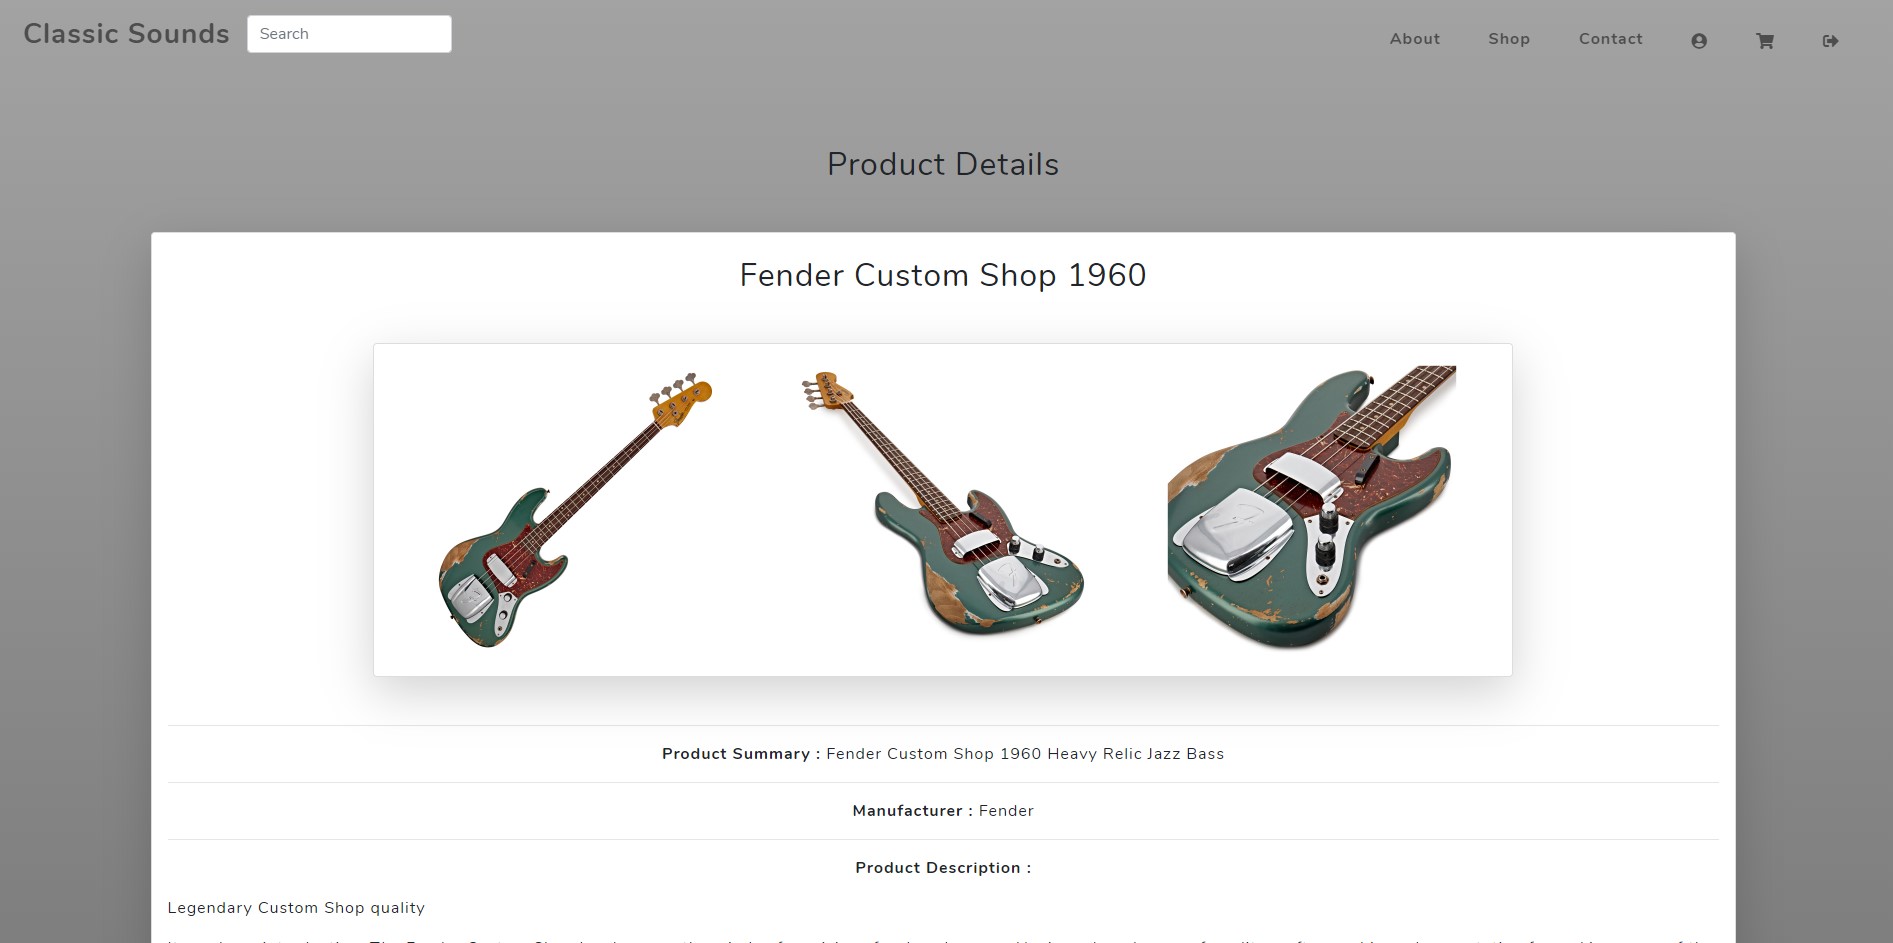 Classic Sounds
Search
About
Shop
Contact
Product Details
Fender Custom Shop 1960
Product Summary : Fender Custom Shop 1960 Heavy Relic Jazz Bass
Manufacturer : Fender
Product Description :
Legendary Custom Shop quality